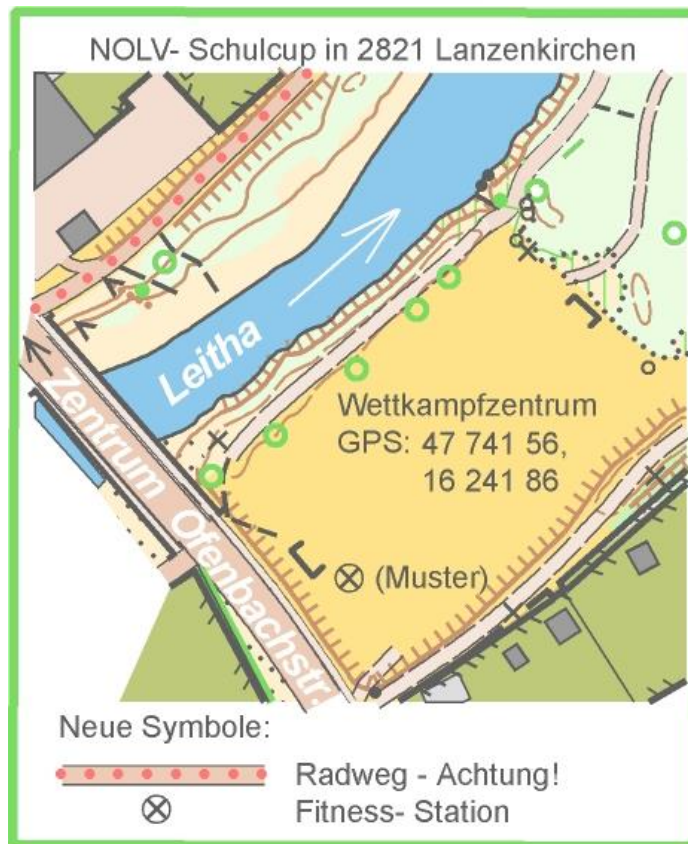 NOLV- Schulcup in 2821 Lanzenkirchen
Leitha
Zentrum Ofenbachstr.
Wettkampfzentrum
GPS: 47 741 56,
16 241 86
(Muster)
Neue Symbole:
Radweg - Achtung!
Fitness- Station